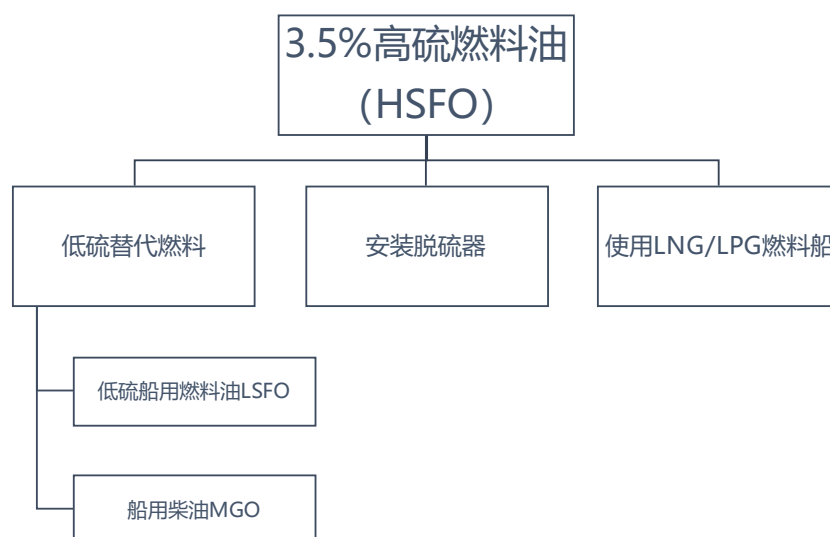 3.5%高硫燃料油
（HSFO）
低硫替代燃料
安装脱硫器
使用LNG/LPG燃料船
低硫船用燃料油LSFO
船用柴油MGO